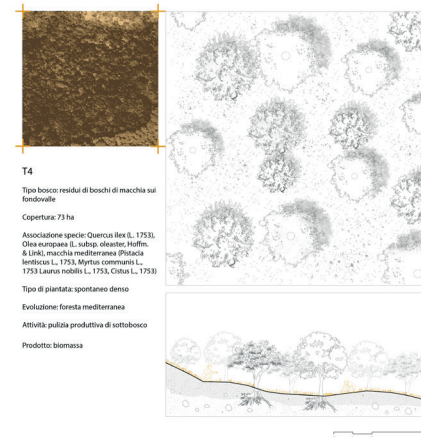 T4
Tipo bosco: residui di boschi di macchia sui
fondovalle
Copertura: 73 ha
Associazione specie: Quercus ilex (L. 1753),
Olea europaea (L. subsp. oleaster, Hoffm.
& Link), macchia mediterranea (Pistacia
lentiscus L., 1753, Myrtus communis L.,
1753 Laurus nobilis L., 1753, Cistus L., 1753)
Tipo di piantata: spontaneo denso
Evoluzione: foresta mediterranea
Attività: pulizia produttiva di sottobosco
Prodotto: biomassa